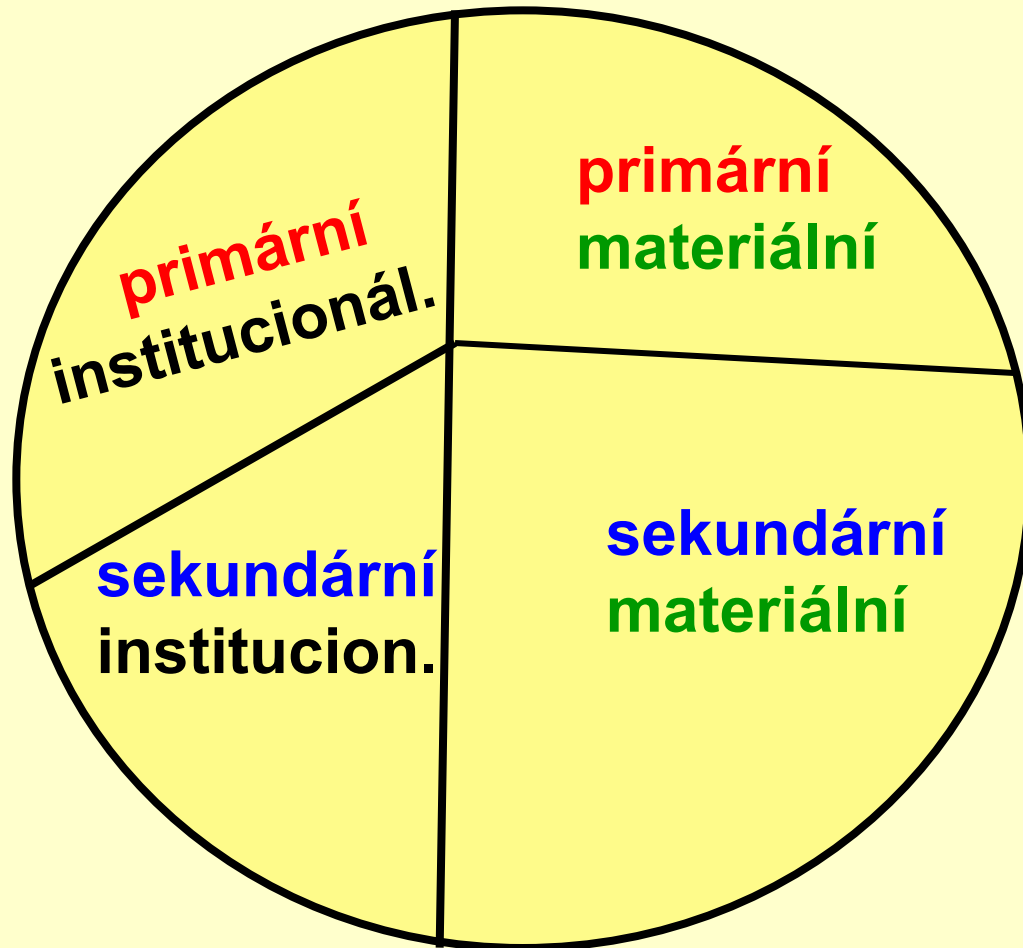 primární
institucionál.
primární
materiální
sekundární
institucion.
sekundární
materiální